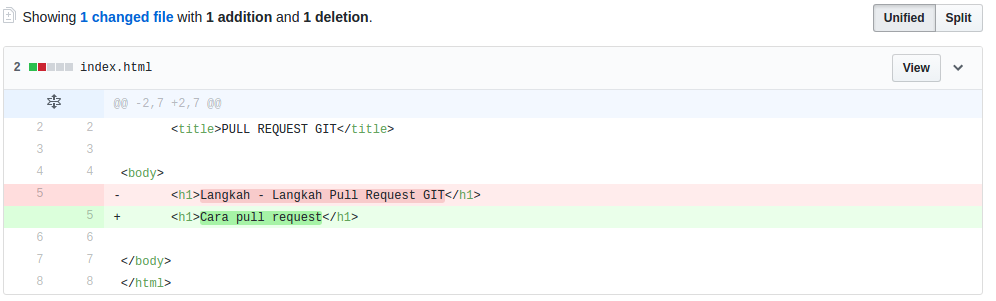 Showing 1 changed file with 1 addition and 1 deletion.
Unified Split
2 index.html View
@@ -2,7 +2,7 @@
2 2 <title>PULL REQUEST GIT</title>
3 3
4 4 <body>
5 - <h1>Langkah - Langkah Pull Request GIT</h1>
5 + <h1>Cara pull request</h1>
6 6
7 7 </body>
8 8 </html>